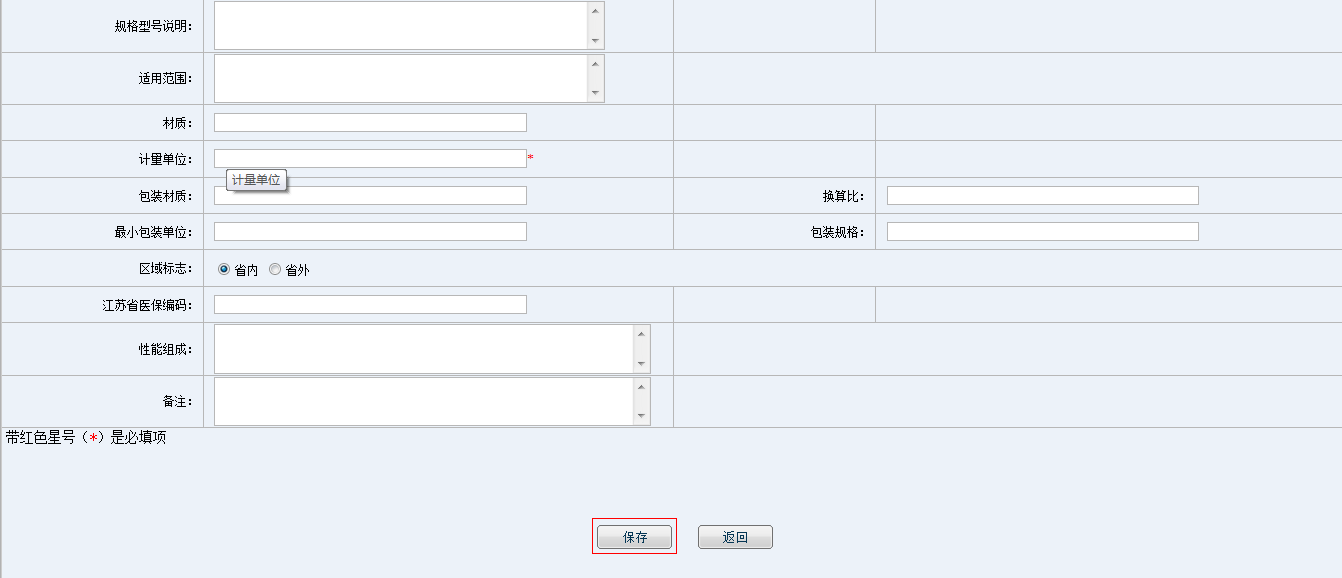 规格型号说明：
适用范围：
材质：
计量单位： *
计量单位
包装材质： 换算比：
最小包装单位： 包装规格：
区域标志： 省内 省外
江苏省医保编码：
性能组成：
备注：
带红色星号（*）是必填项
保存 返回